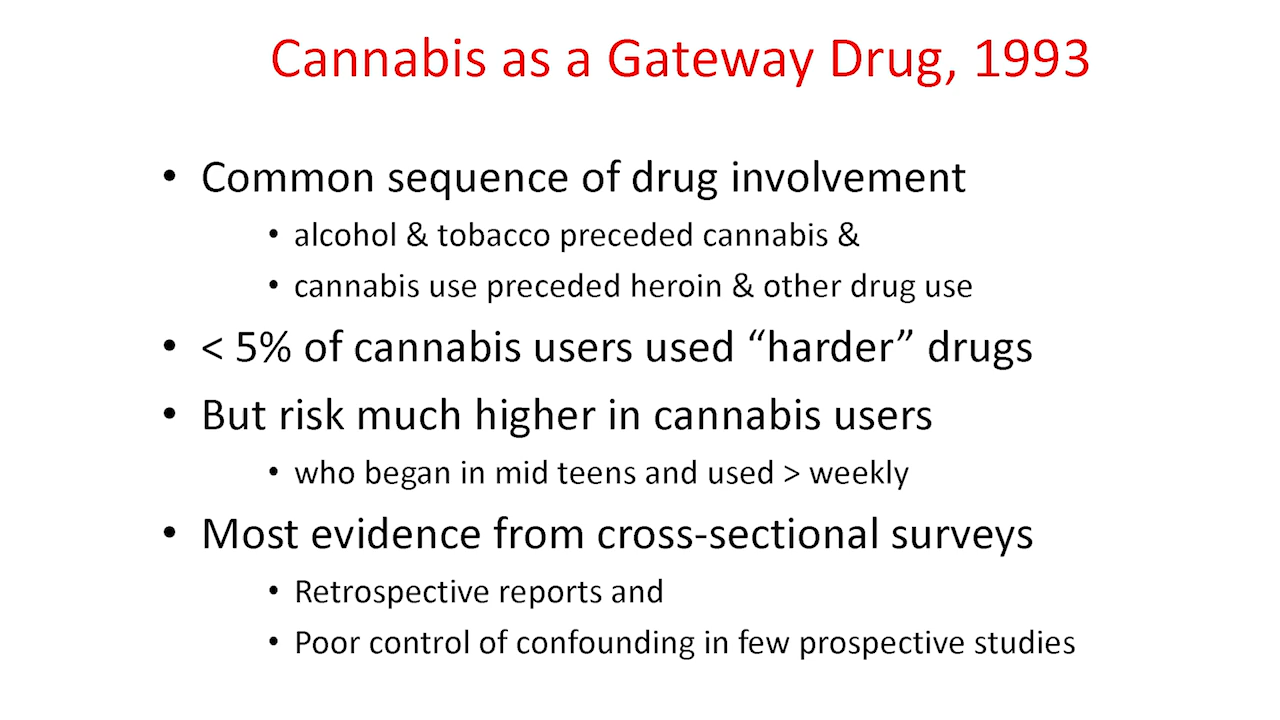 Cannabis as a Gateway Drug, 1993
• Common sequence of drug involvement
• alcohol & tobacco preceded cannabis &
• cannabis use preceded heroin & other drug use
• < 5% of cannabis users used “harder” drugs
• But risk much higher in cannabis users
• who began in mid teens and used > weekly
• Most evidence from cross-sectional surveys
• Retrospective reports and
• Poor control of confounding in few prospective studies